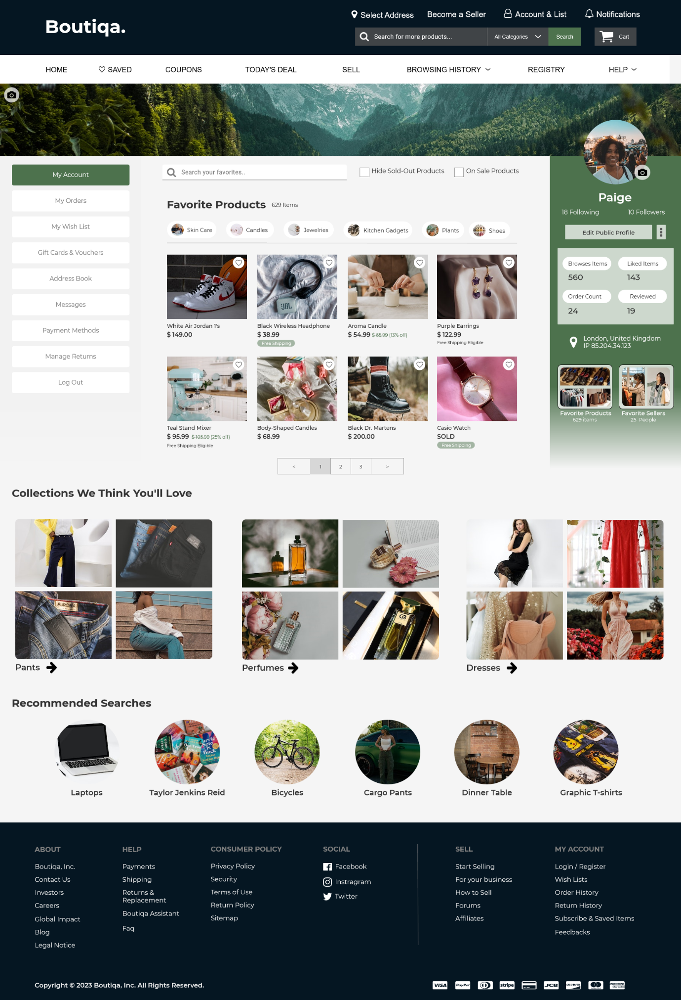 Boutiqa.
Select Address
Become a Seller
Account & List
Notifications
Search for more products...
All Categories
Search
Cart
HOME
SAVED
COUPONS
TODAY'S DEAL
SELL
BROWSING HISTORY
REGISTRY
HELP
My Account
My Orders
My Wish List
Gift Cards & Vouchers
Address Book
Messages
Payment Methods
Manage Returns
Log Out
Search your favorites..
Hide Sold-Out Products
On Sale Products
Favorite Products 629 Items
Skin Care
Candles
Jewelries
Kitchen Gadgets
Plants
Shoes
JBL
White Air Jordan 1's
$ 149.00
Black Wireless Headphone
$ 38.99
Free Shipping
Aroma Candle
$ 54.99 $ 65.99 (13% off)
Purple Earrings
$ 122.99
Free Shipping Eligible
Teal Stand Mixer
$ 95.99 $ 105.99 (25% off)
Free Shipping Eligible
Body-Shaped Candles
$ 68.99
Black Dr. Martens
$ 200.00
Casio Watch
SOLD
Free Shipping
< 1 2 3 >
Paige
18 Following
10 Followers
Edit Public Profile
Browses Items
560
Liked Items
143
Order Count
24
Reviewed
19
London, United Kingdom
IP 85.204.34.123
Favorite Products
629 items
Favorite Sellers
25 People
Collections We Think You'll Love
AURORA
Pants
GB
Perfumes
Dresses
Recommended Searches
Laptops
Taylor Jenkins Reid
Bicycles
Cargo Pants
Dinner Table
Graphic T-shirts
ABOUT
Boutiqa, Inc.
Contact Us
Investors
Careers
Global Impact
Blog
Legal Notice
HELP
Payments
Shipping
Returns &
Replacement
Boutiqa Assistant
Faq
CONSUMER POLICY
Privacy Policy
Security
Terms of Use
Return Policy
Sitemap
SOCIAL
Facebook
Instragram
Twitter
SELL
Start Selling
For your business
How to Sell
Forums
Affiliates
MY ACCOUNT
Login / Register
Wish Lists
Order History
Return History
Subscribe & Saved Items
Feedbacks
Copyright © 2023 Boutiqa, Inc. All Rights Reserved.
VISA
PayPal
stripe
JCB
DISCOVER
AMERICAN EXPRESS